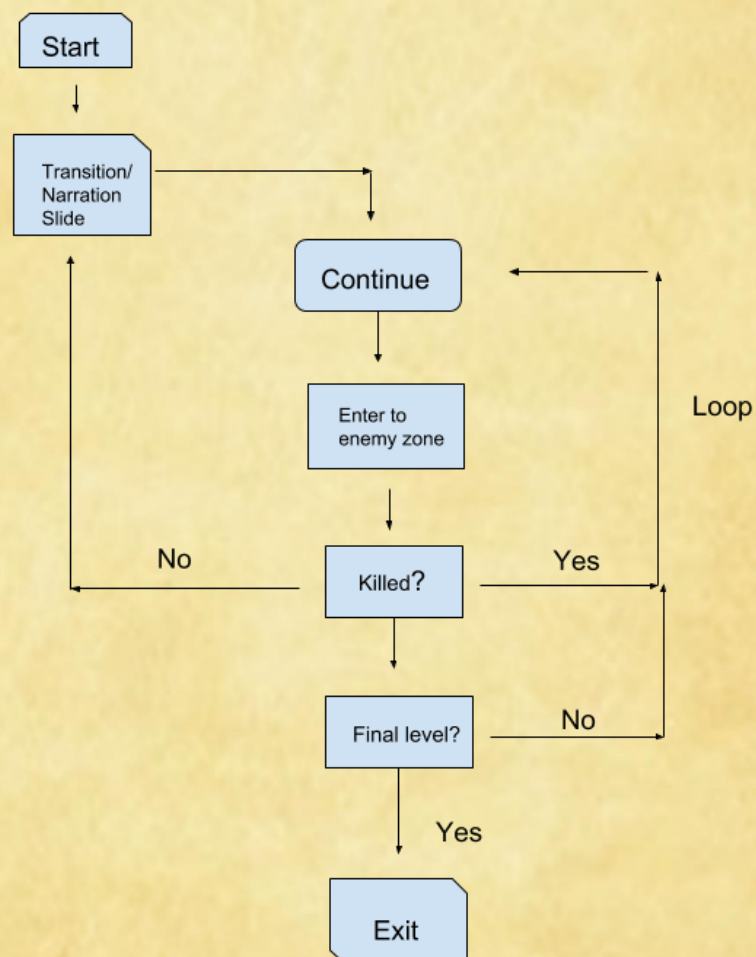 Start
Transition/
Narration
Slide
Continue
Enter to
enemy zone
Loop
No
Killed?
Yes
Final level?
No
Yes
Exit